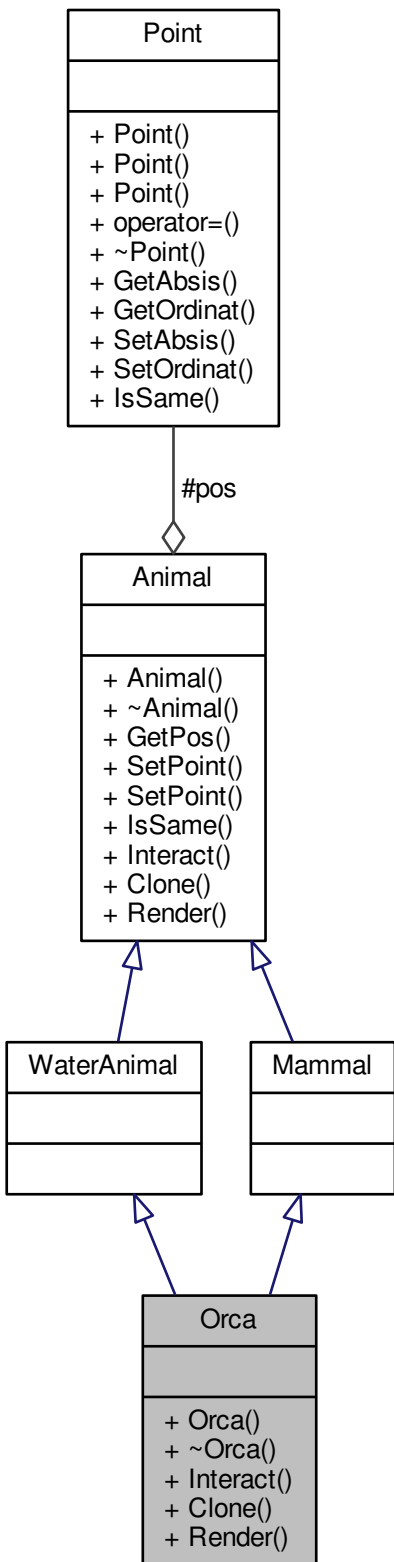 Point
+ Point()
+ Point()
+ Point()
+ operator=()
+ ~Point()
+ GetAbsis()
+ GetOrdinat()
+ SetAbsis()
+ SetOrdinat()
+ IsSame()
#pos
Animal
+ Animal()
+ ~Animal()
+ GetPos()
+ SetPoint()
+ SetPoint()
+ IsSame()
+ Interact()
+ Clone()
+ Render()
WaterAnimal
Mammal
Orca
+ Orca()
+ ~Orca()
+ Interact()
+ Clone()
+ Render()